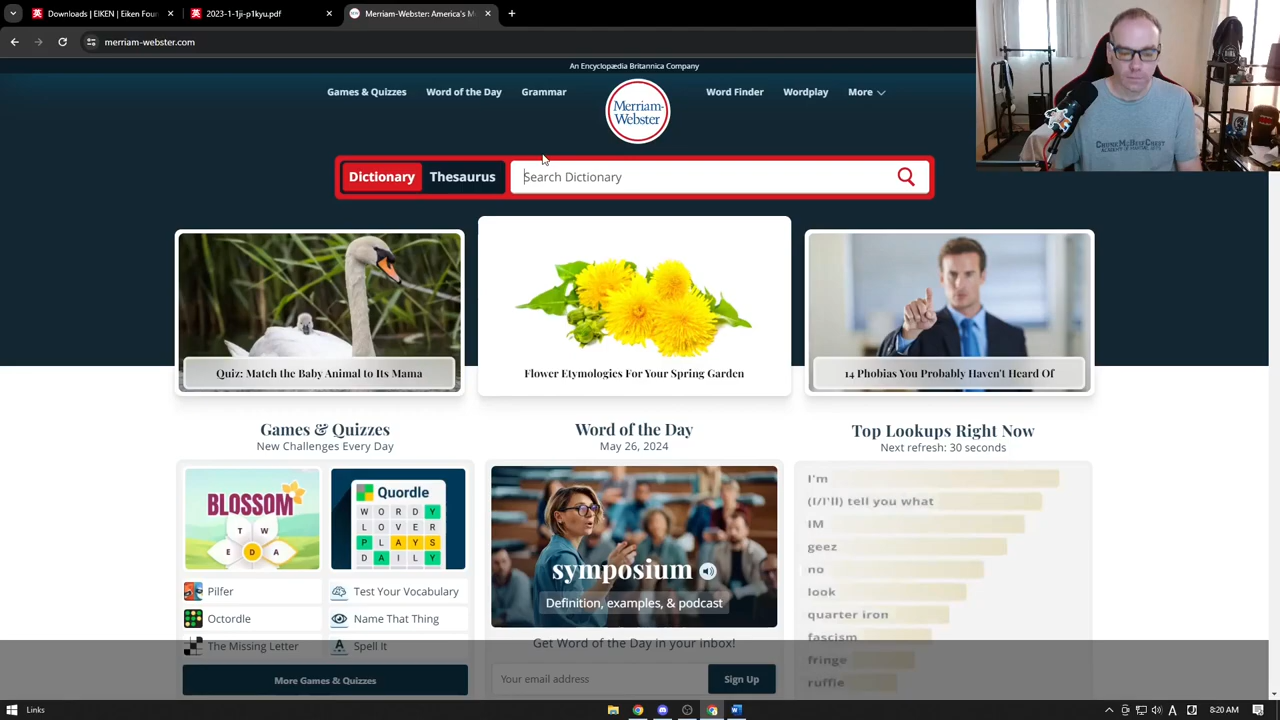 Downloads | EIKEN | Eiken Foun
2023-1-1ji-p1kyu.pdf
Merriam-Webster: America's M
merriam-webster.com
An Encyclopædia Britannica Company
Games & Quizzes
Word of the Day
Grammar
Merriam-
Webster
Word Finder
Wordplay
More
Dictionary
Thesaurus
Search Dictionary
Quiz: Match the Baby Animal to Its Mama
Flower Etymologies For Your Spring Garden
14 Phobias You Probably Haven't Heard Of
Games & Quizzes
New Challenges Every Day
BLOSSOM
T W
E D A
Quordle
W O R D Y
L O V E R
P L A Y S
D A I L Y
Pilfer
Octordle
The Missing Letter
Test Your Vocabulary
Name That Thing
Spell It
More Games & Quizzes
Word of the Day
May 26, 2024
symposium
Definition, examples, & podcast
Get Word of the Day in your inbox!
Your email address
Sign Up
Top Lookups Right Now
Next refresh: 30 seconds
I'm
(I/I'll) tell you what
IM
geez
no
look
quarter iron
fascism
fringe
ruffie
Links
A
8:20 AM